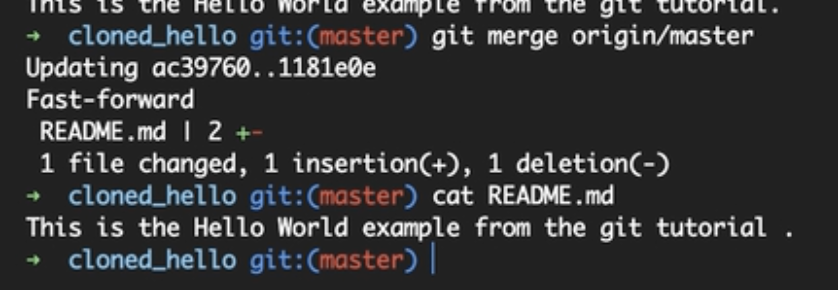 This is the Hello World example from the git tutorial.
→ cloned_hello git:(master) git merge origin/master
Updating ac39760..1181e0e
Fast-forward
 README.md | 2 +-
 1 file changed, 1 insertion(+), 1 deletion(-)
→ cloned_hello git:(master) cat README.md
This is the Hello World example from the git tutorial .
→ cloned_hello git:(master)